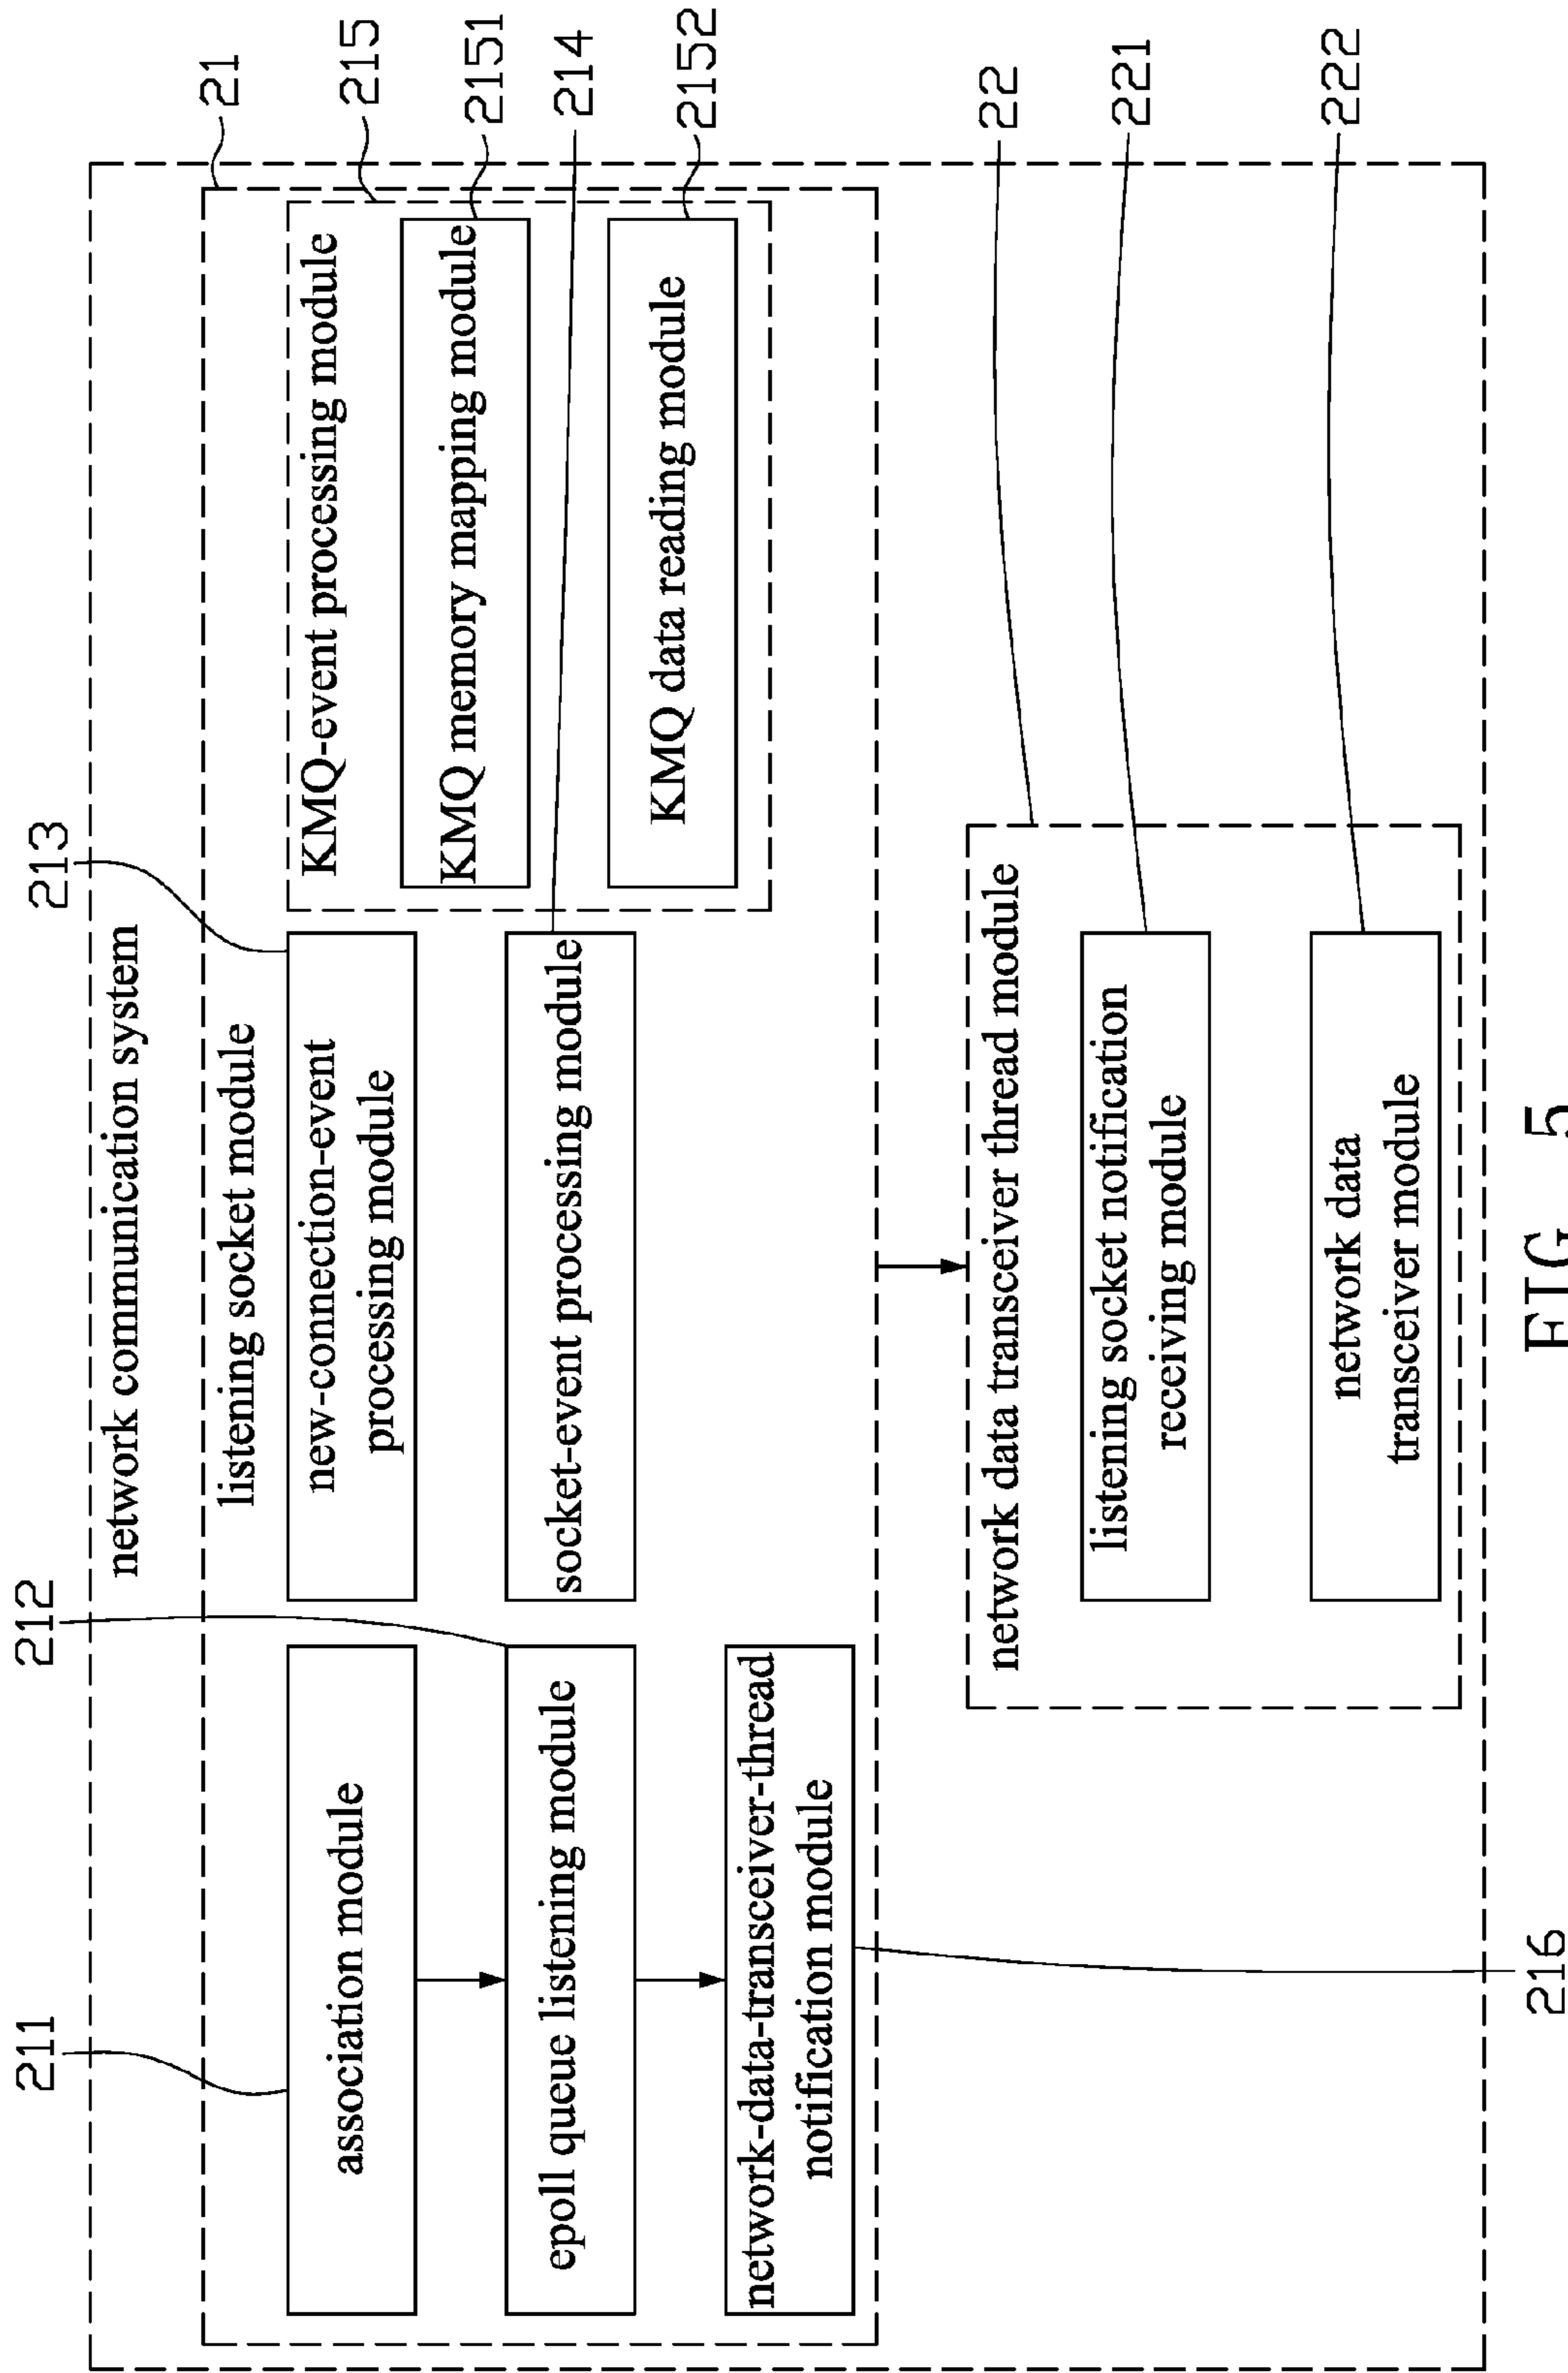 network communication system
21
listening socket module
211
association module
212
epoll queue listening module
network-data-transceiver-thread
notification module
216
213
new-connection-event
processing module
socket-event processing module
214
KMQ-event processing module
215
KMQ memory mapping module
2151
KMQ data reading module
2152
network data transceiver thread module
22
listening socket notification
receiving module
221
network data
transceiver module
222
FIG. 5